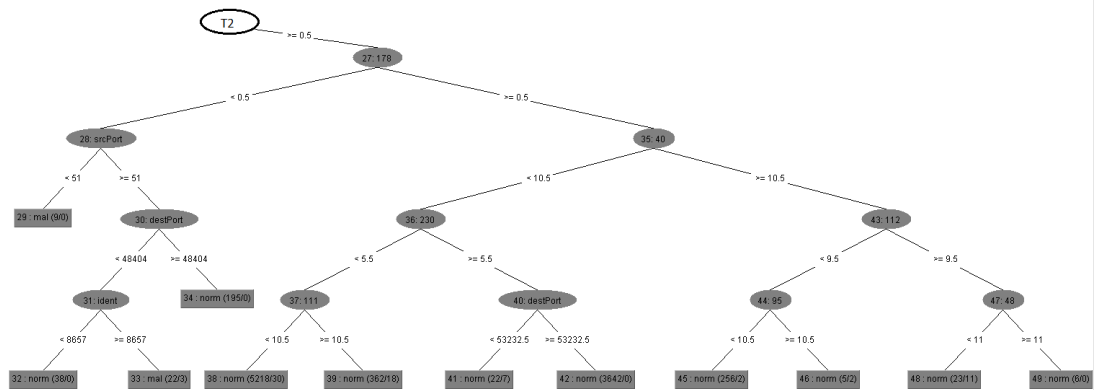 T2
>= 0.5
27: 178
< 0.5
>= 0.5
28: srcPort
35: 40
< 51
>= 51
< 10.5
>= 10.5
29 : mal (9/0)
30: destPort
36: 230
43: 112
< 48404
>= 48404
< 5.5
>= 5.5
< 9.5
>= 9.5
31: ident
34 : norm (195/0)
37: 111
40: destPort
44: 95
47: 48
< 8657
>= 8657
< 10.5
>= 10.5
< 53232.5
>= 53232.5
< 10.5
>= 10.5
< 11
>= 11
32 : norm (38/0)
33 : mal (22/3)
38 : norm (5218/30)
39 : norm (362/18)
41 : norm (22/7)
42 : norm (3642/0)
45 : norm (256/2)
46 : norm (5/2)
48 : norm (23/11)
49 : norm (6/0)